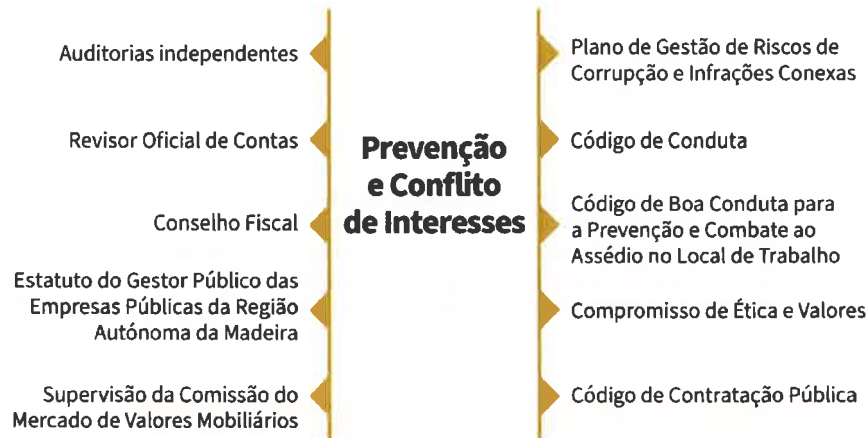 Auditorias independentes
Revisor Oficial de Contas
Conselho Fiscal
Estatuto do Gestor Público das
Empresas Públicas da Região
Autónoma da Madeira
Supervisão da Comissão do
Mercado de Valores Mobiliários
Prevenção
e Conflito
de Interesses
Plano de Gestão de Riscos de
Corrupção e Infrações Conexas
Código de Conduta
Código de Boa Conduta para
a Prevenção e Combate ao
Assédio no Local de Trabalho
Compromisso de Ética e Valores
Código de Contratação Pública